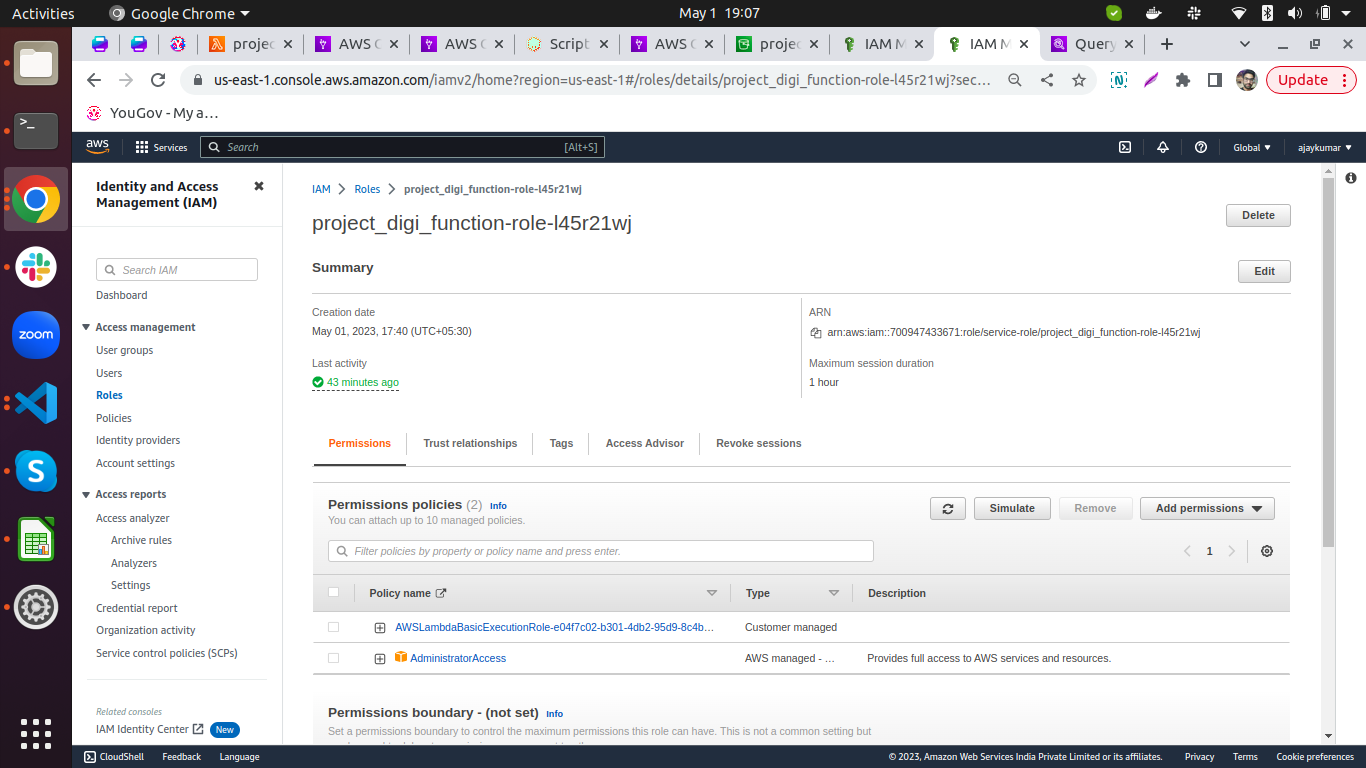 Activities
Google Chrome
May 1 19:07
projec
AWS G
AWS G
Script
AWS G
projec
IAM M
IAM M
Query
us-east-1.console.aws.amazon.com/iamv2/home?region=us-east-1#/roles/details/project_digi_function-role-l45r21wj?sec...
Update
YouGov - My a...
aws
Services
Search
[Alt+S]
Global
ajaykumar
Identity and Access
Management (IAM)
Search IAM
Dashboard
Access management
User groups
Users
Roles
Policies
Identity providers
Account settings
Access reports
Access analyzer
Archive rules
Analyzers
Settings
Credential report
Organization activity
Service control policies (SCPs)
Related consoles
IAM Identity Center
New
IAM > Roles > project_digi_function-role-l45r21wj
project_digi_function-role-l45r21wj
Delete
Summary
Edit
Creation date
May 01, 2023, 17:40 (UTC+05:30)
Last activity
43 minutes ago
ARN
arn:aws:iam::700947433671:role/service-role/project_digi_function-role-l45r21wj
Maximum session duration
1 hour
Permissions
Trust relationships
Tags
Access Advisor
Revoke sessions
Permissions policies (2) Info
You can attach up to 10 managed policies.
Simulate
Remove
Add permissions
Filter policies by property or policy name and press enter.
1
Policy name
Type
Description
AWSLambdaBasicExecutionRole-e04f7c02-b301-4db2-95d9-8c4b...
Customer managed
AdministratorAccess
AWS managed - ...
Provides full access to AWS services and resources.
Permissions boundary - (not set) Info
Set a permissions boundary to control the maximum permissions this role can have. This is not a common setting but
zoom
S
CloudShell
Feedback
Language
© 2023, Amazon Web Services India Private Limited or its affiliates.
Privacy
Terms
Cookie preferences